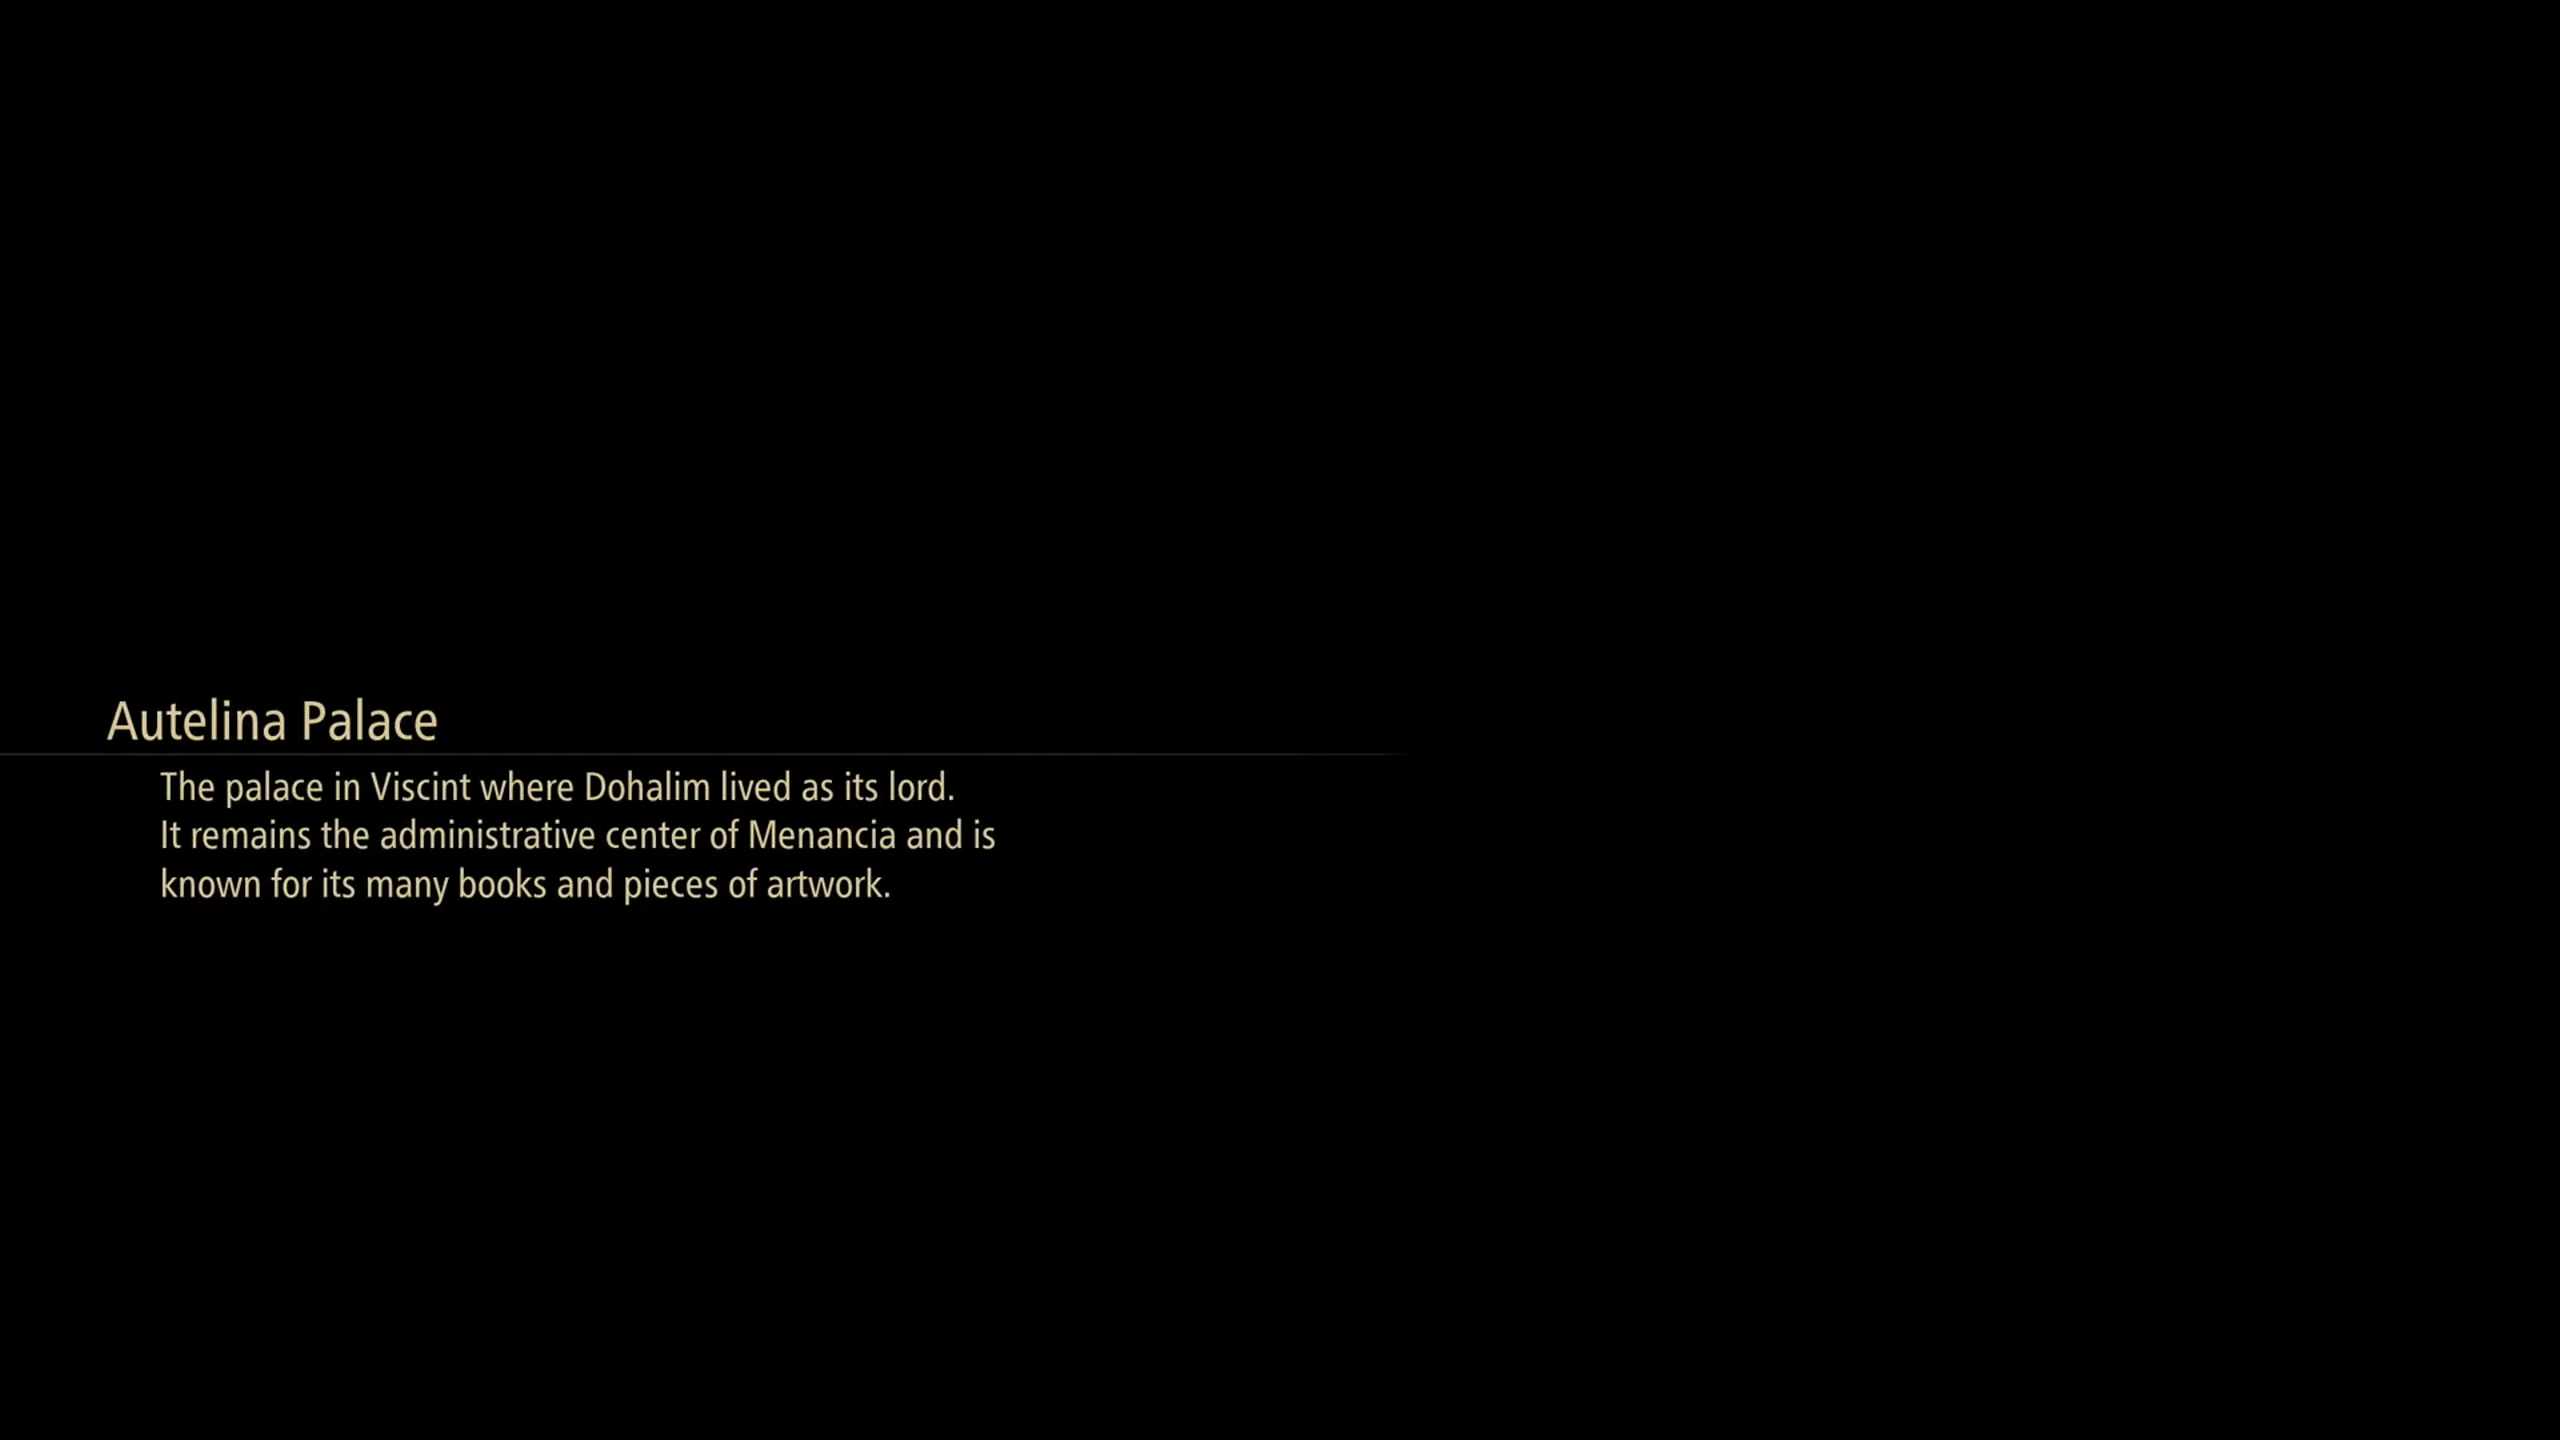 Autelina Palace
The palace in Viscint where Dohalim lived as its lord.
It remains the administrative center of Menancia and is
known for its many books and pieces of artwork.